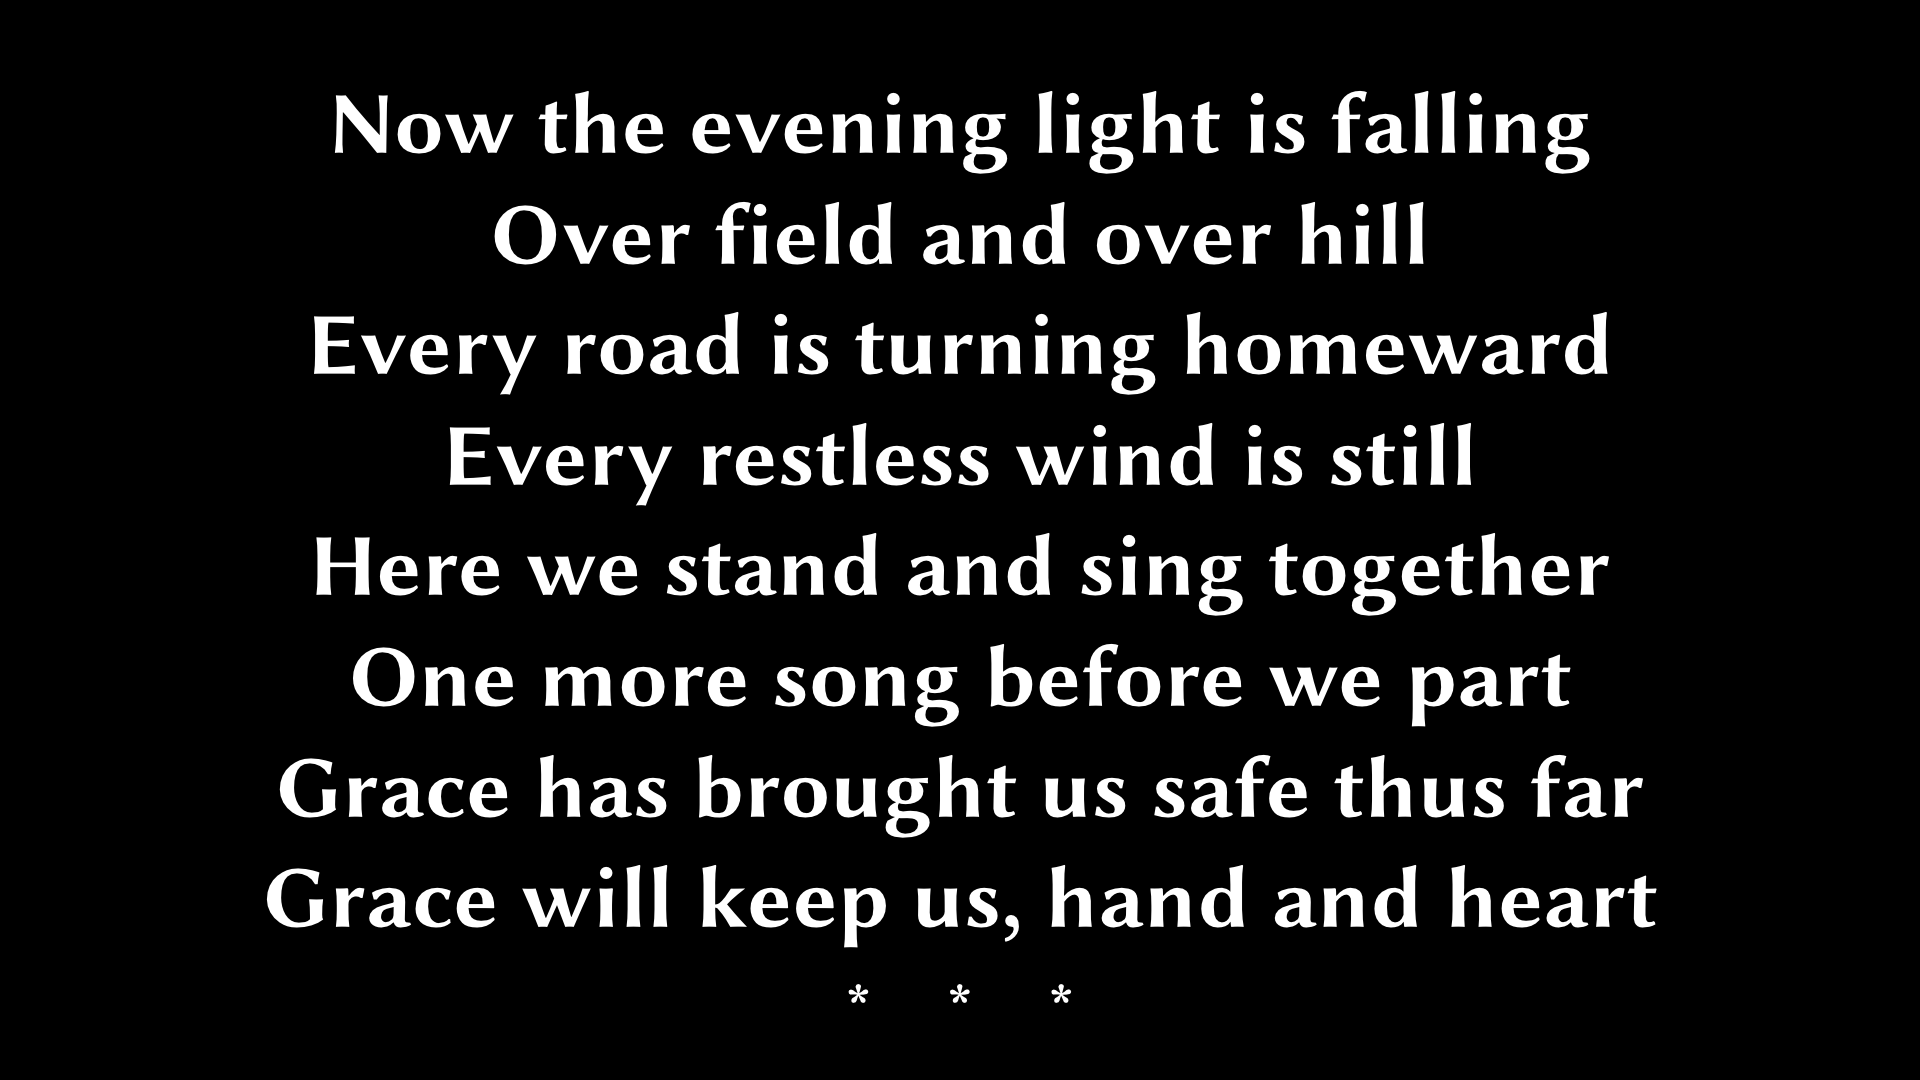 Now the evening light is falling
Over field and over hill
Every road is turning homeward
Every restless wind is still
Here we stand and sing together
One more song before we part
Grace has brought us safe thus far
Grace will keep us, hand and heart
* * *